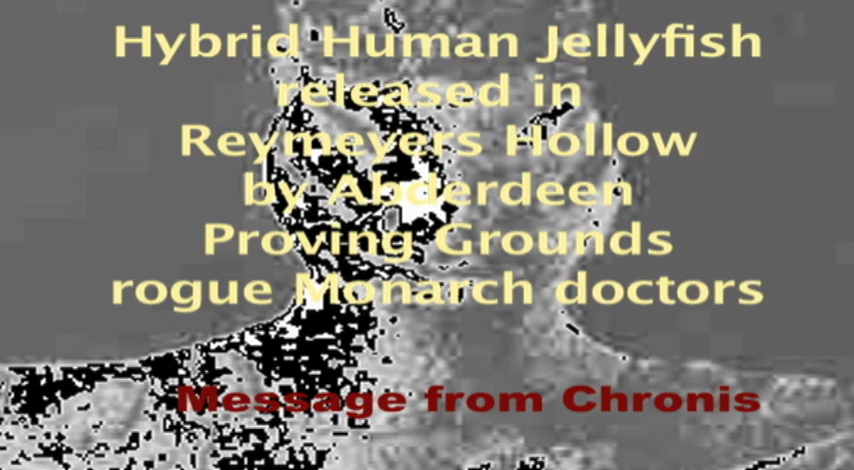 Hybrid Human Jellyfish
released in
Reymeyers Hollow
by Abderdeen
Proving Grounds
rogue Monarch doctors
Message from Chronis